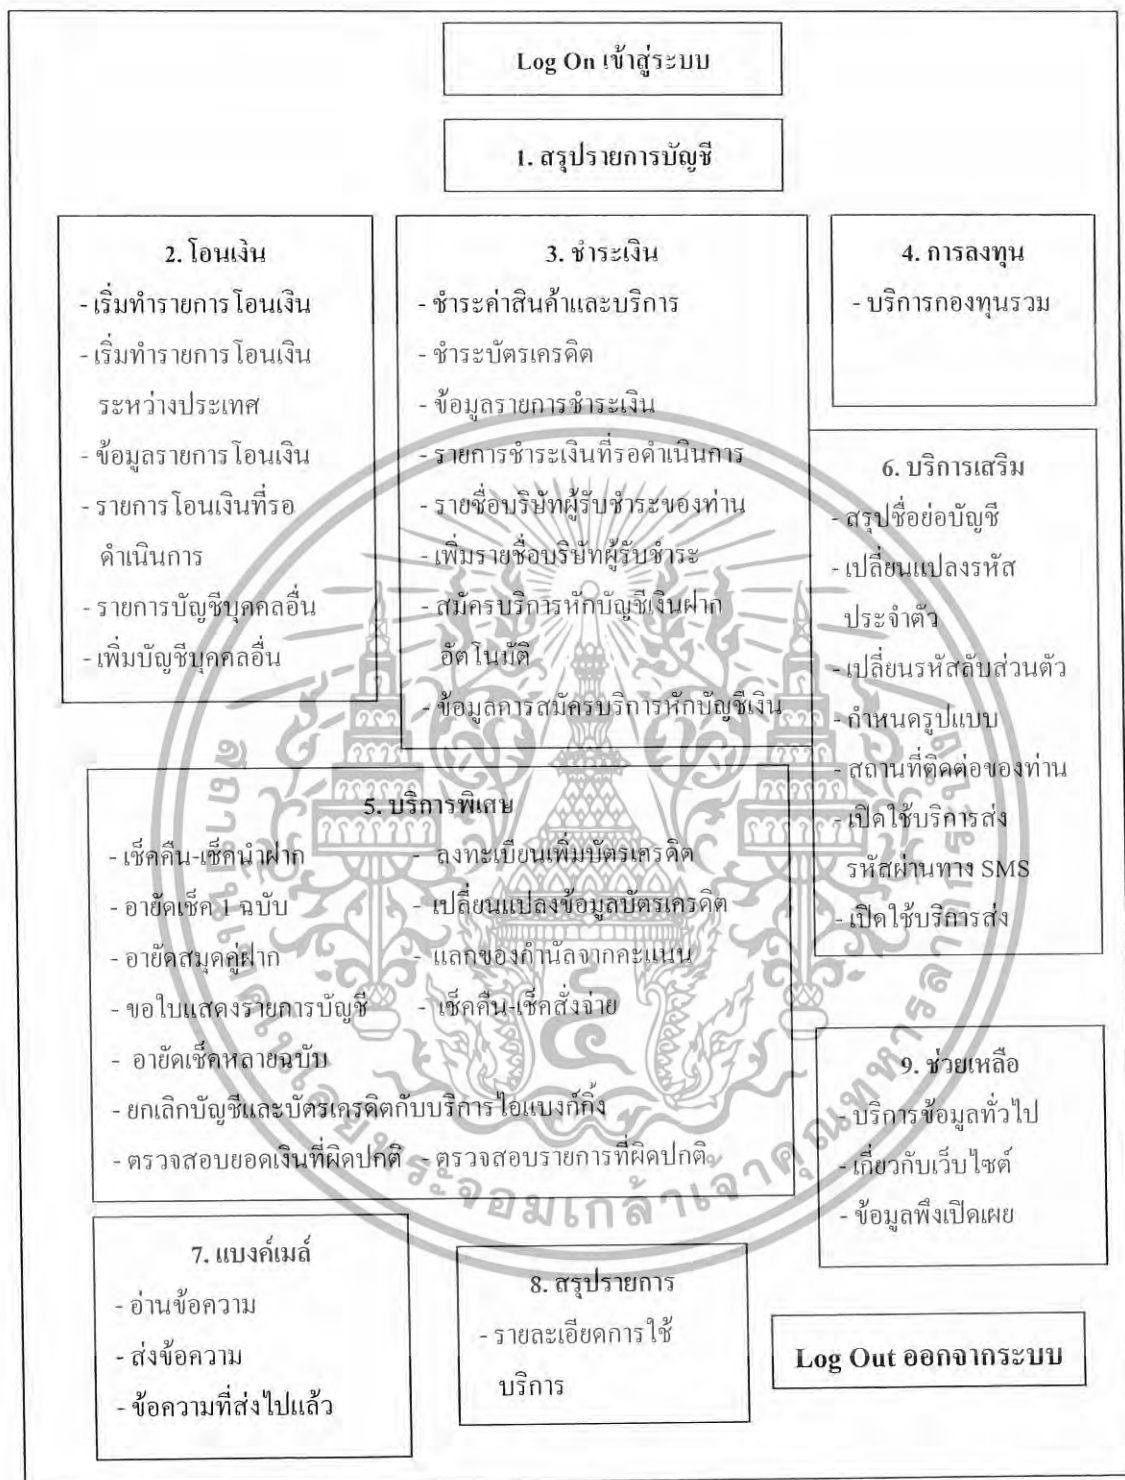 Log On เข้าสู่ระบบ
1. สรุปรายการบัญชี
2. โอนเงิน
- เริ่มทำรายการโอนเงิน
- เริ่มทำรายการโอนเงิน
ระหว่างประเทศ
- ข้อมูลรายการโอนเงิน
- รายการโอนเงินที่รอ
ดำเนินการ
- รายการบัญชีบุคคลอื่น
- เพิ่มบัญชีบุคคลอื่น
3. ชำระเงิน
- ชำระค่าสินค้าและบริการ
- ชำระบัตรเครดิต
- ข้อมูลรายการชำระเงิน
- รายการชำระเงินที่รอดำเนินการ
- รายชื่อบริษัทผู้รับชำระของท่าน
- เพิ่มรายชื่อบริษัทผู้รับชำระ
- สมัครบริการหักบัญชีเงินฝาก
อัตโนมัติ
- ข้อมูลการสมัครบริการหักบัญชีเงิน
4. การลงทุน
- บริการกองทุนรวม
6. บริการเสริม
- สรุปชื่อย่อบัญชี
- เปลี่ยนแปลงรหัส
ประจำตัว
- เปลี่ยนรหัสลับส่วนตัว
- กำหนดรูปแบบ
- สถานที่ติดต่อของท่าน
- เปิดใช้บริการส่ง
รหัสผ่านทาง SMS
- เปิดใช้บริการส่ง
5. บริการพิเศษ
- เช็คคืน-เช็คนำฝาก - ลงทะเบียนเพิ่มบัตรเครดิต
- อายัดเช็ค 1 ฉบับ - เปลี่ยนแปลงข้อมูลบัตรเครดิต
- อายัดสมุดคู่ฝาก - แลกของกำนัลจากคะแนน
- ขอใบแสดงรายการบัญชี - เช็คคืน-เช็คสั่งจ่าย
- อายัดเช็คหลายฉบับ
- ยกเลิกบัญชีและบัตรเครดิตกับบริการไอแบงก์กิ้ง
- ตรวจสอบยอดเงินที่ผิดปกติ - ตรวจสอบรายการที่ผิดปกติ
9. ช่วยเหลือ
- บริการข้อมูลทั่วไป
- เกี่ยวกับเว็บไซต์
- ข้อมูลพึงเปิดเผย
7. แบงค์เมล์
- อ่านข้อความ
- ส่งข้อความ
- ข้อความที่ส่งไปแล้ว
8. สรุปรายการ
- รายละเอียดการใช้
บริการ
Log Out ออกจากระบบ
สถาบันเทคโนโลยีพระจอมเกล้าเจ้าคุณทหารลาดกระบัง